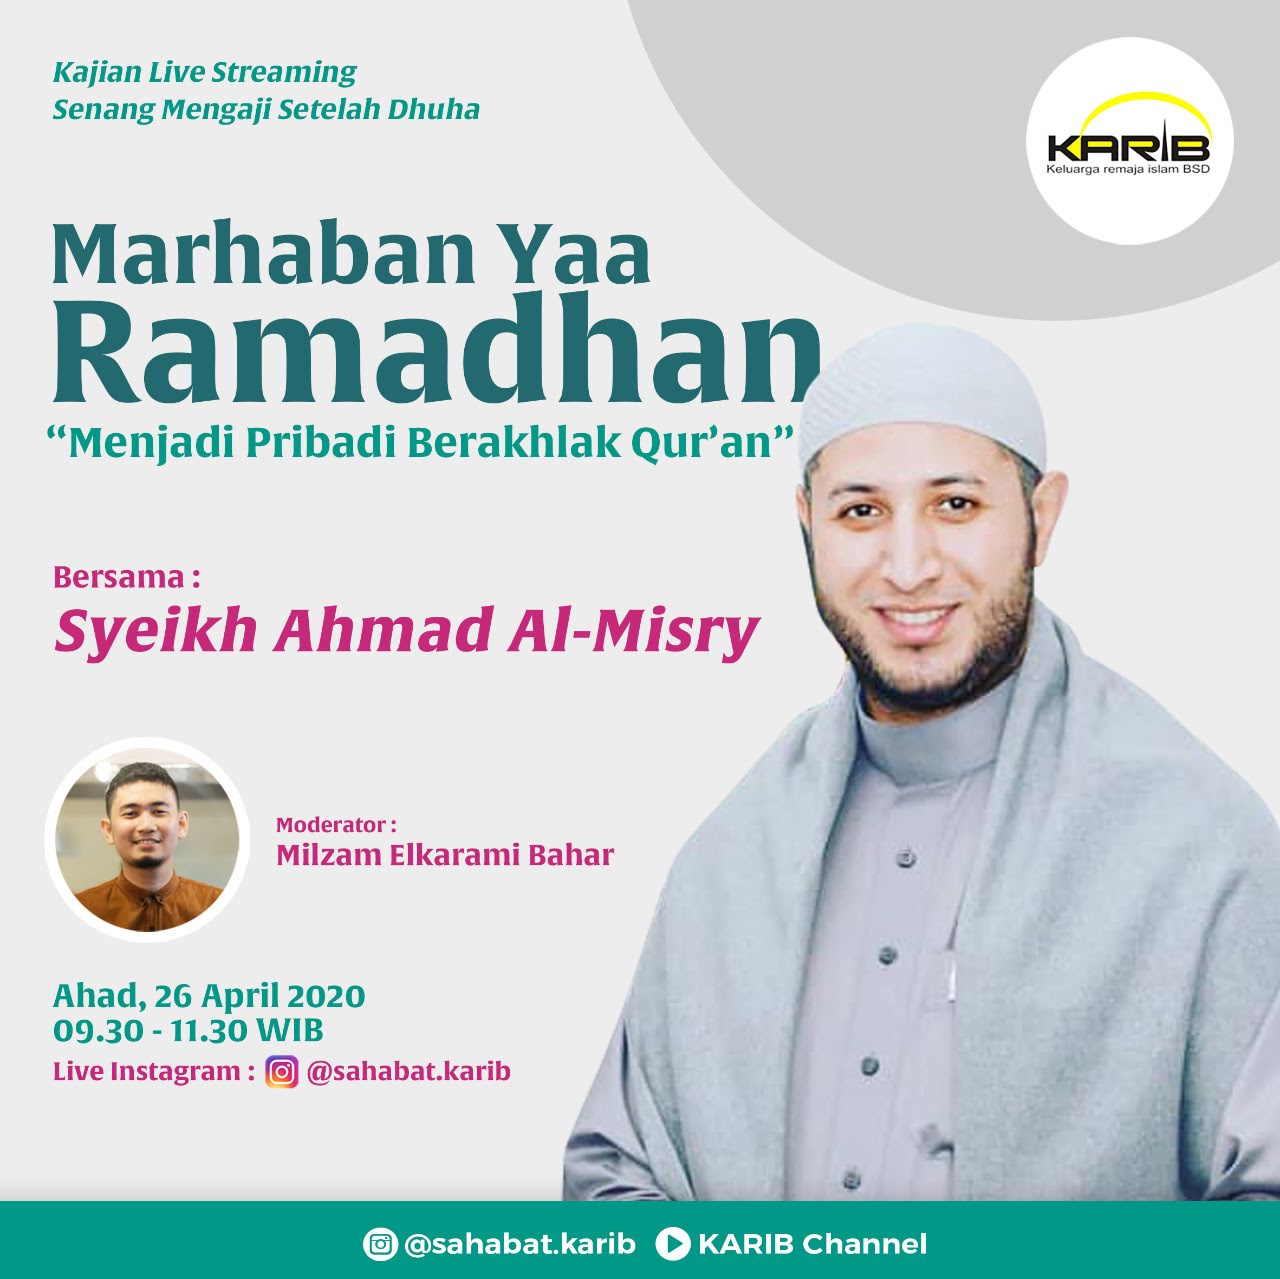 Kajian Live Streaming
Senang Mengaji Setelah Dhuha
KARIB
Keluarga remaja islam BSD
Marhaban Yaa
Ramadhan
“Menjadi Pribadi Berakhlak Qur’an”
Bersama :
Syeikh Ahmad Al-Misry
Moderator :
Milzam Elkarami Bahar
Ahad, 26 April 2020
09.30 - 11.30 WIB
Live Instagram : @sahabat.karib
@sahabat.karib KARIB Channel